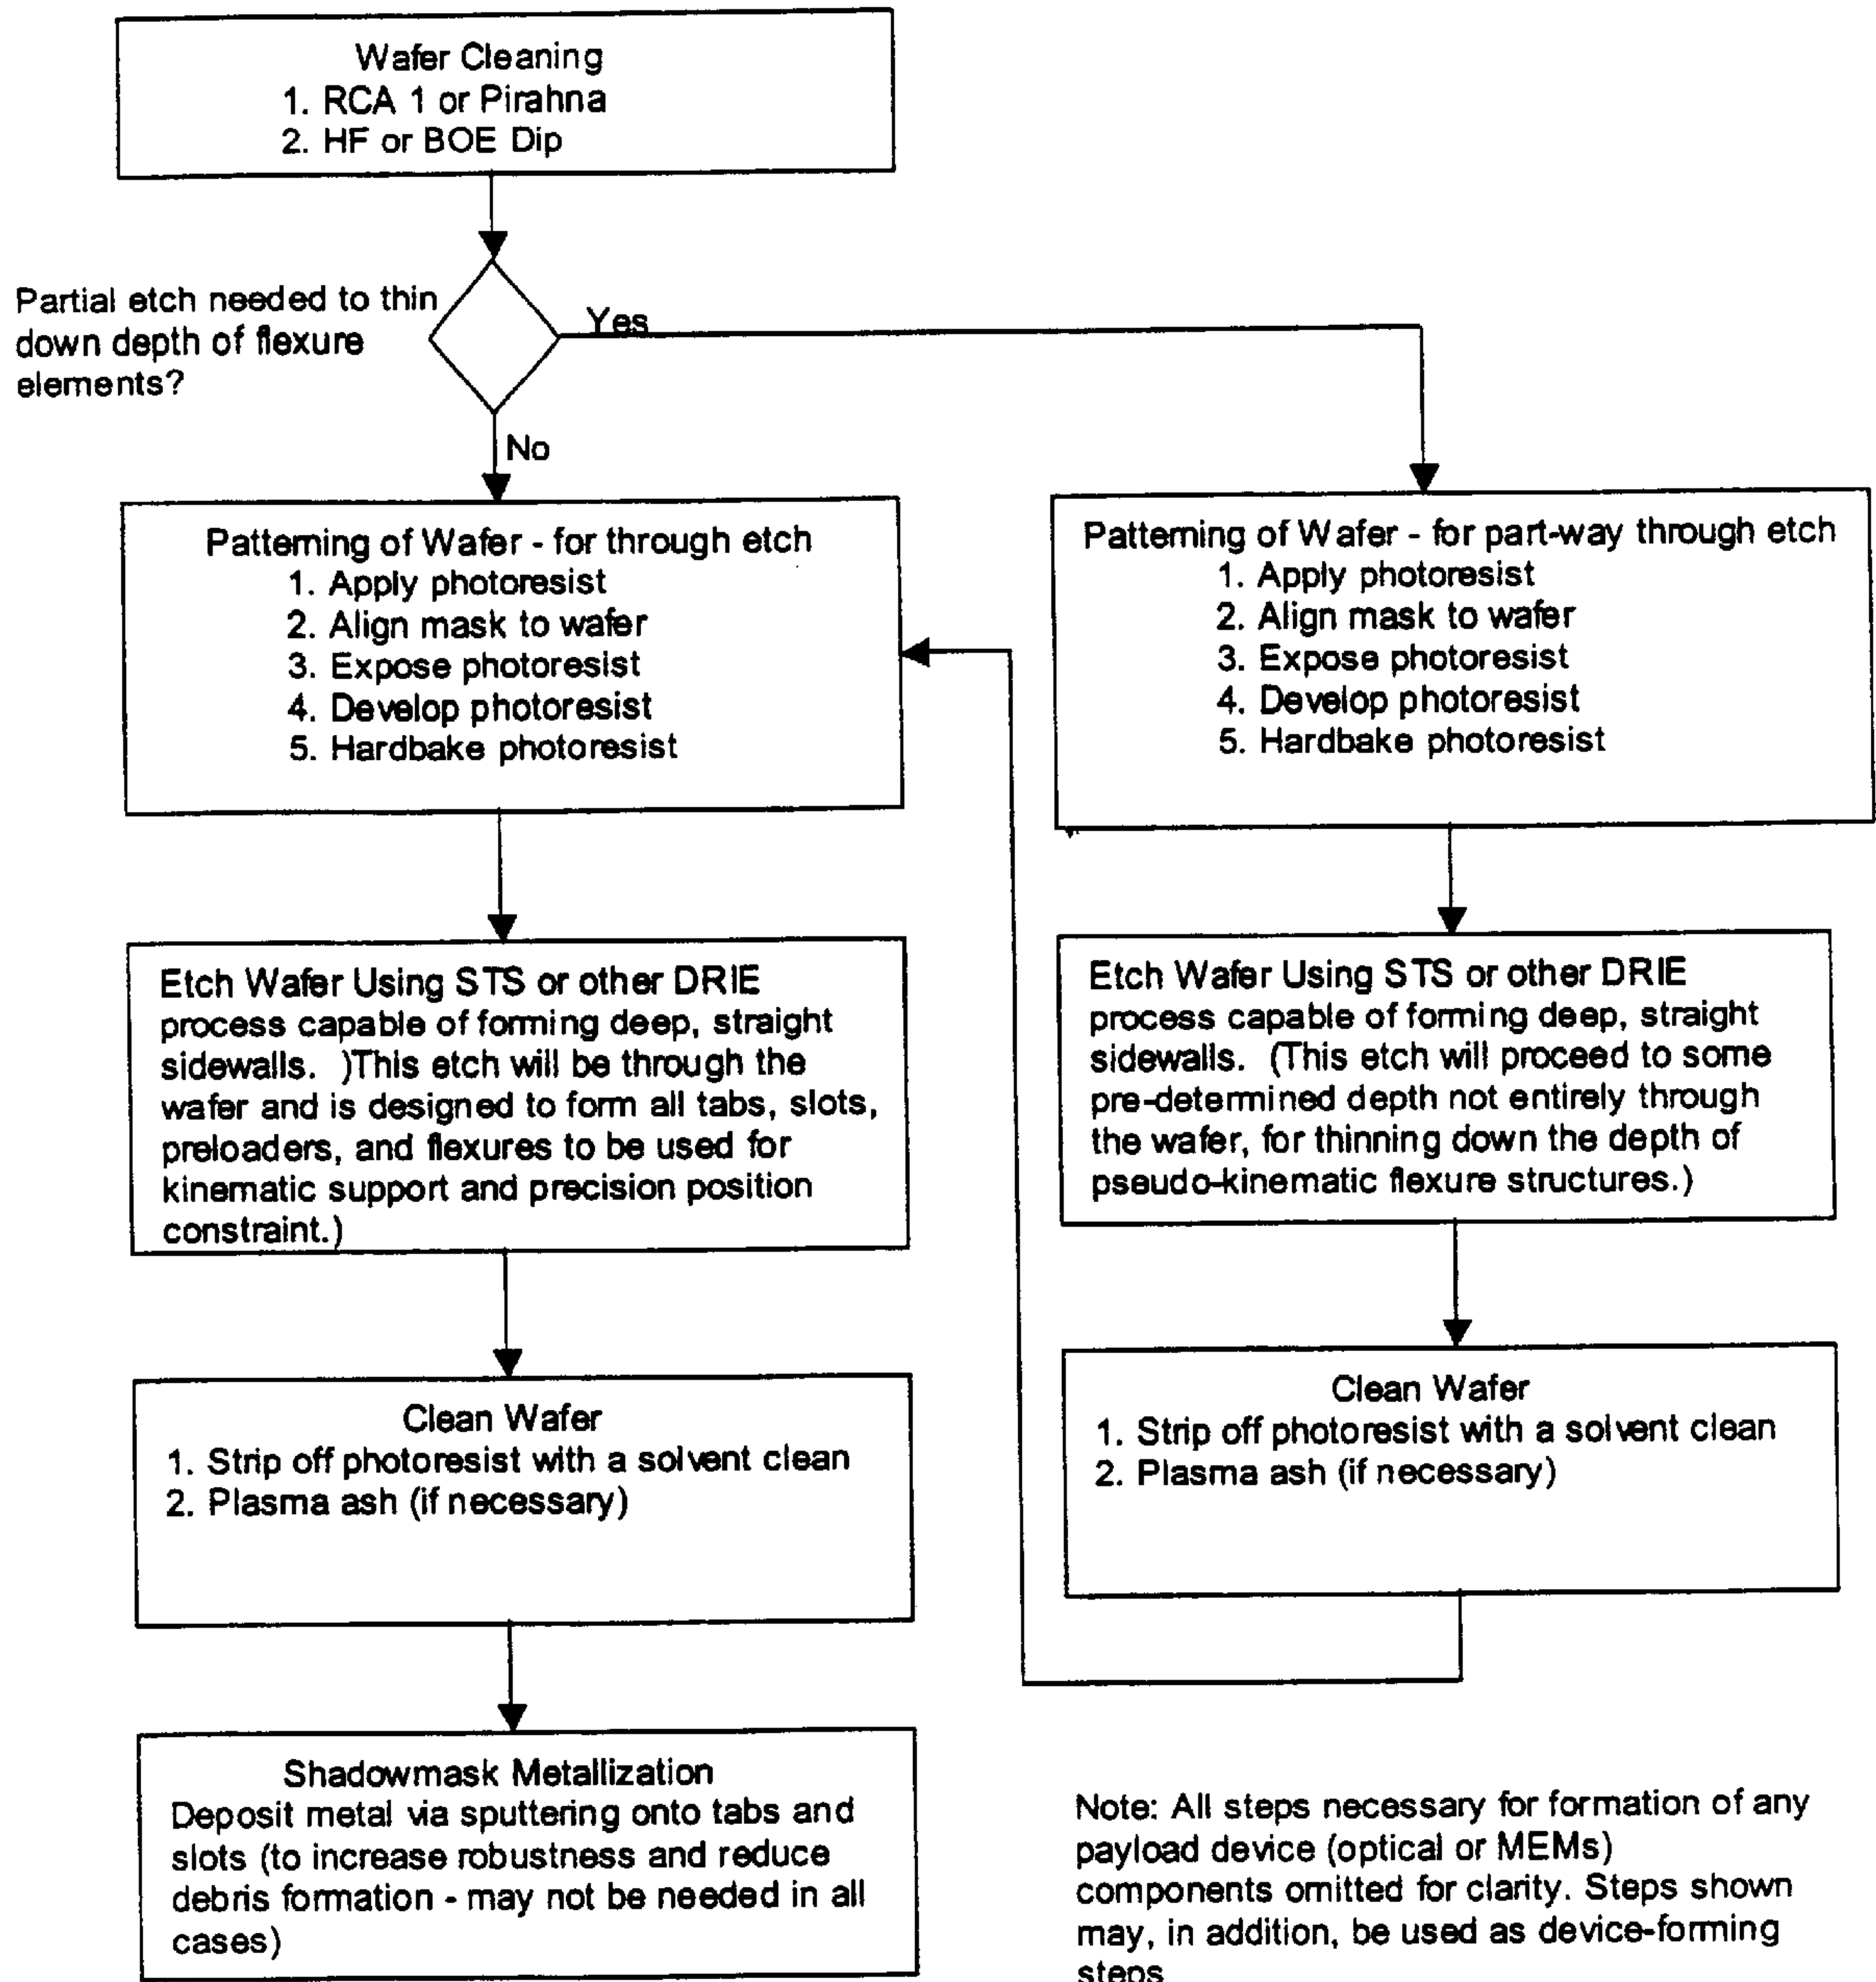 Wafer Cleaning
1. RCA 1 or Pirahna
2. HF or BOE Dip
Partial etch needed to thin
down depth of flexure
elements?
Yes
No
Patterning of Wafer - for through etch
1. Apply photoresist
2. Align mask to wafer
3. Expose photoresist
4. Develop photoresist
5. Hardbake photoresist
Patterning of Wafer - for part-way through etch
1. Apply photoresist
2. Align mask to wafer
3. Expose photoresist
4. Develop photoresist
5. Hardbake photoresist
Etch Wafer Using STS or other DRIE
process capable of forming deep, straight
sidewalls. )This etch will be through the
wafer and is designed to form all tabs, slots,
preloaders, and flexures to be used for
kinematic support and precision position
constraint.)
Etch Wafer Using STS or other DRIE
process capable of forming deep, straight
sidewalls. (This etch will proceed to some
pre-determined depth not entirely through
the wafer, for thinning down the depth of
pseudo-kinematic flexure structures.)
Clean Wafer
1. Strip off photoresist with a solvent clean
2. Plasma ash (if necessary)
Clean Wafer
1. Strip off photoresist with a solvent clean
2. Plasma ash (if necessary)
Shadowmask Metallization
Deposit metal via sputtering onto tabs and
slots (to increase robustness and reduce
debris formation - may not be needed in all
cases)
Note: All steps necessary for formation of any
payload device (optical or MEMs)
components omitted for clarity. Steps shown
may, in addition, be used as device-forming
steps